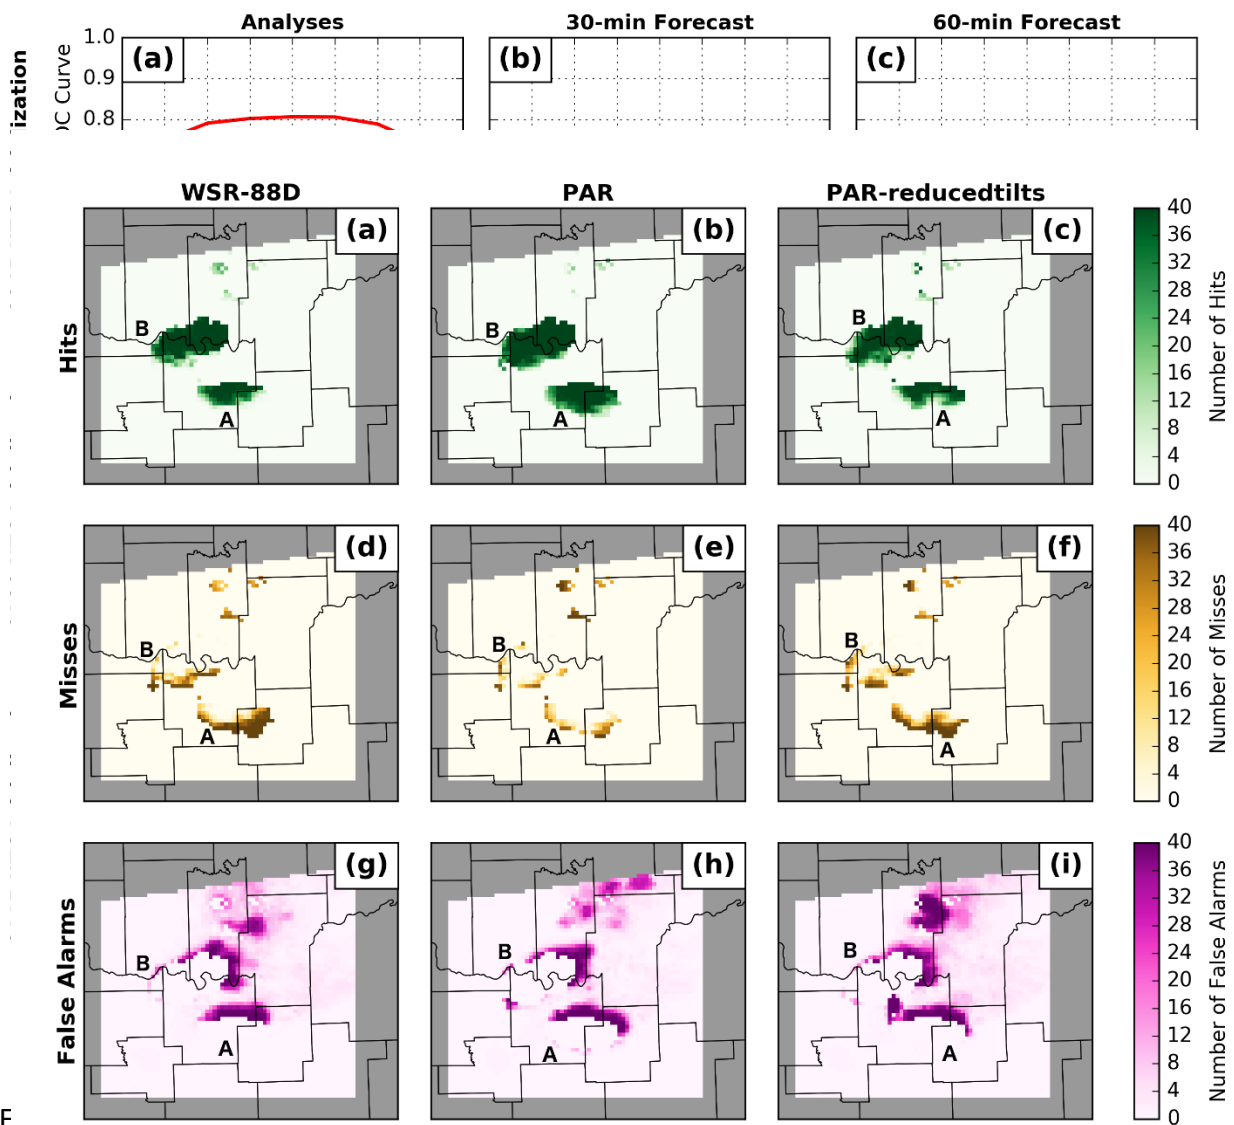 Analyses 30-min Forecast 60-min Forecast
ization
OC Curve
1.0
0.9
0.8
(a) (b) (c)
WSR-88D PAR PAR-reducedtilts
Hits
(a) (b) (c)
B B B
A A A
40
36
32
28
24
20
16
12
8
4
0
Number of Hits
Misses
(d) (e) (f)
B B B
A A A
40
36
32
28
24
20
16
12
8
4
0
Number of Misses
False Alarms
(g) (h) (i)
B B B
A A A
40
36
32
28
24
20
16
12
8
4
0
Number of False Alarms
F